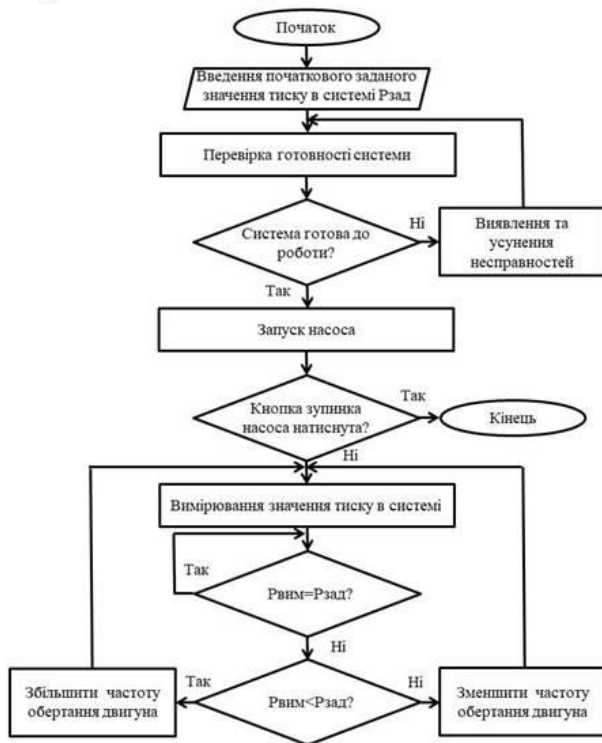 Початок
Введення початкового заданого
значення тиску в системі Рзад
Перевірка готовності системи
Система готова до
роботи?
Ні
Виявлення та
усунення
несправностей
Так
Запуск насоса
Кнопка зупинка
насоса натиснута?
Так
Кінець
Ні
Вимірювання значення тиску в системі
Так
Рвим=Рзад?
Ні
Збільшити частоту
обертання двигуна
Так
Рвим<Рзад?
Ні
Зменшити частоту
обертання двигуна